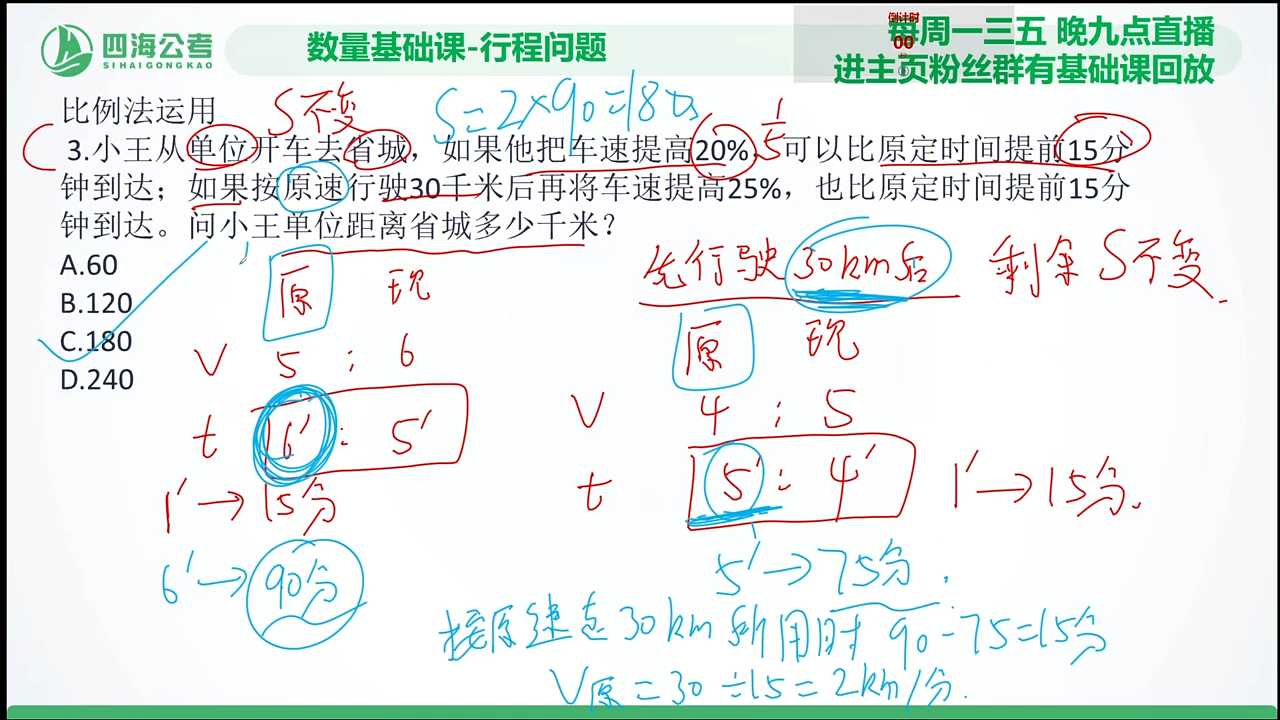 四海公考
SIHAIGONGKAO
数量基础课-行程问题
倒计时
00
每周一三五 晚九点直播
进主页粉丝群有基础课回放
比例法运用
S不变
S=2×90=180
1/5
3.小王从单位开车去省城，如果他把车速提高20%，可以比原定时间提前15分
钟到达；如果按原速行驶30千米后再将车速提高25%，也比原定时间提前15分
钟到达。问小王单位距离省城多少千米？
A.60
B.120
C.180
D.240
原 现
V 5 : 6
t 6' : 5'
1'→15分
6'→90分
先行驶30km后 剩余S不变.
原 现
V 4 : 5
t 5' : 4' 1'→15分.
5'→75分.
按原速走30km所用时 90-75=15分
V原=30÷15=2km/分.